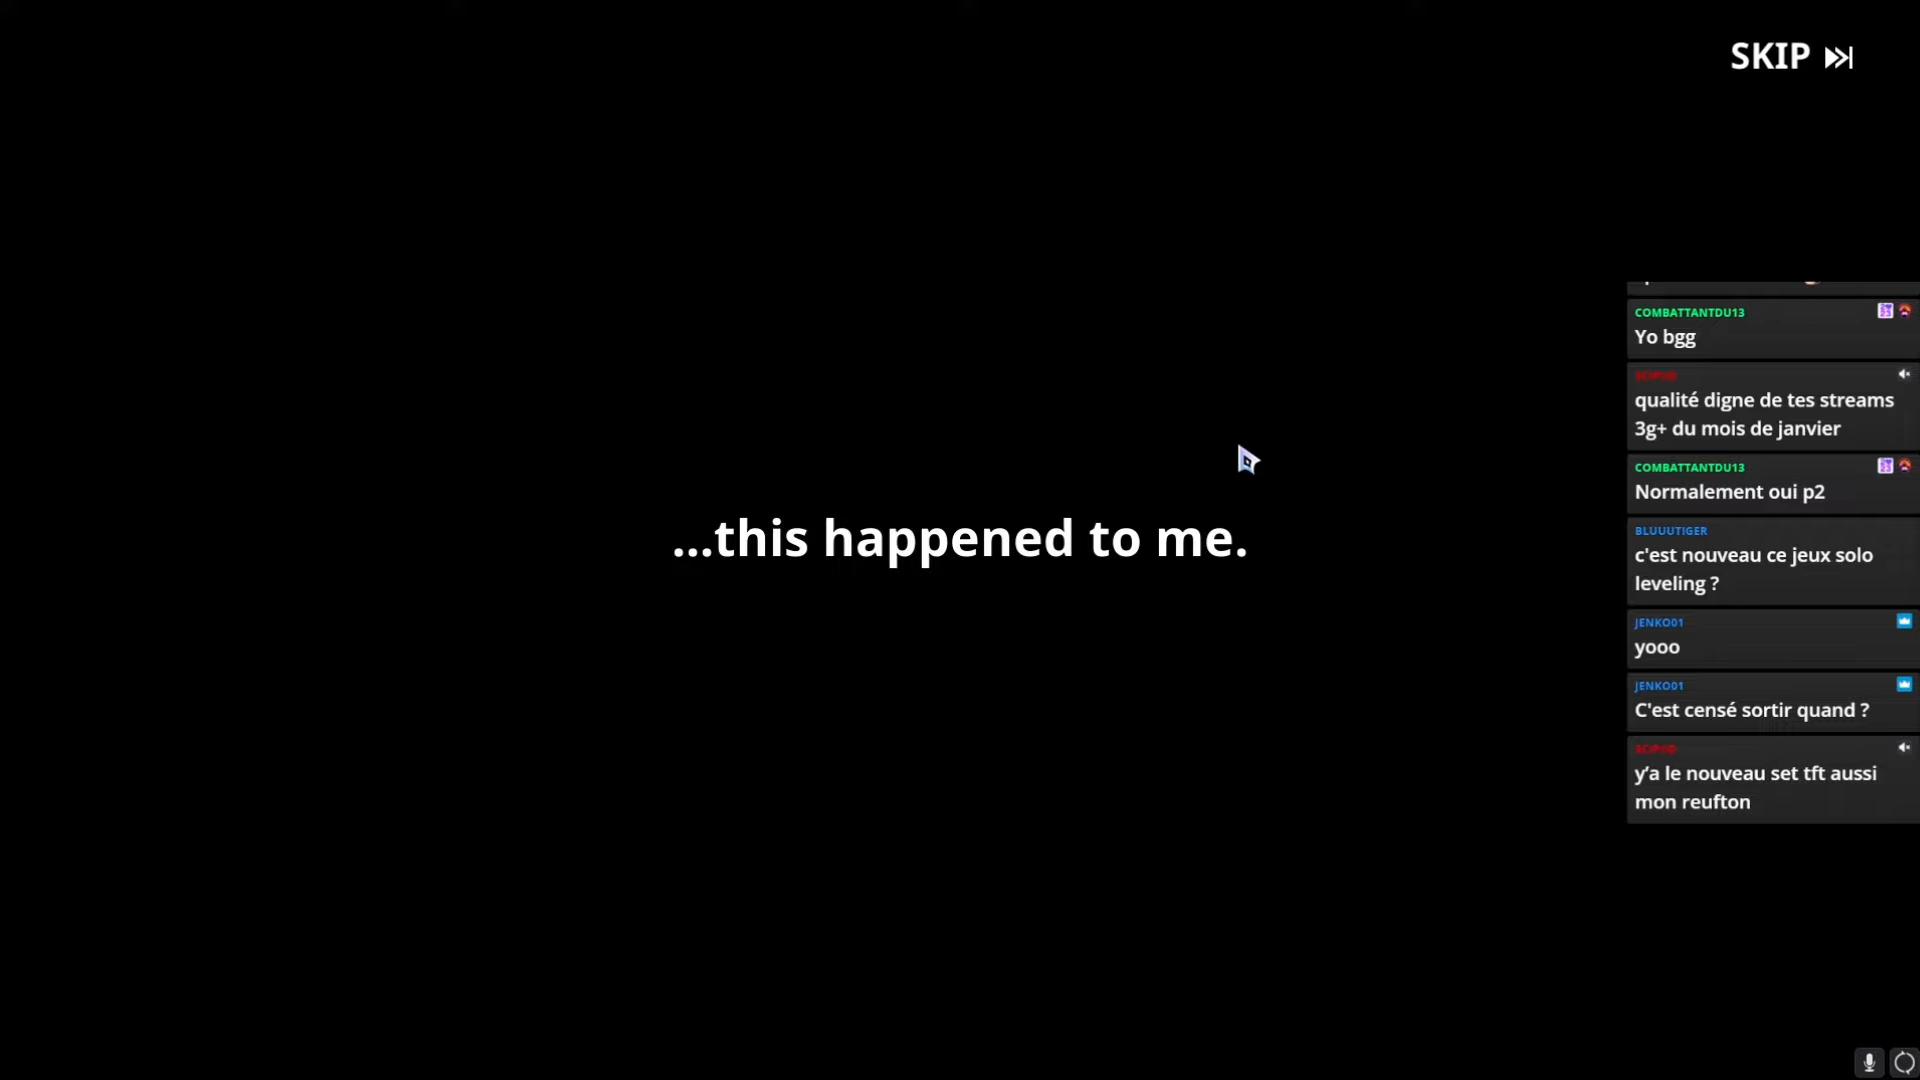 SKIP
...this happened to me.
COMBATTANTDU13
Yo bgg
qualité digne de tes streams
3g+ du mois de janvier
COMBATTANTDU13
Normalement oui p2
BLUUUTIGER
c'est nouveau ce jeux solo
leveling ?
JENKO01
yooo
JENKO01
C'est censé sortir quand ?
y'a le nouveau set tft aussi
mon reufton